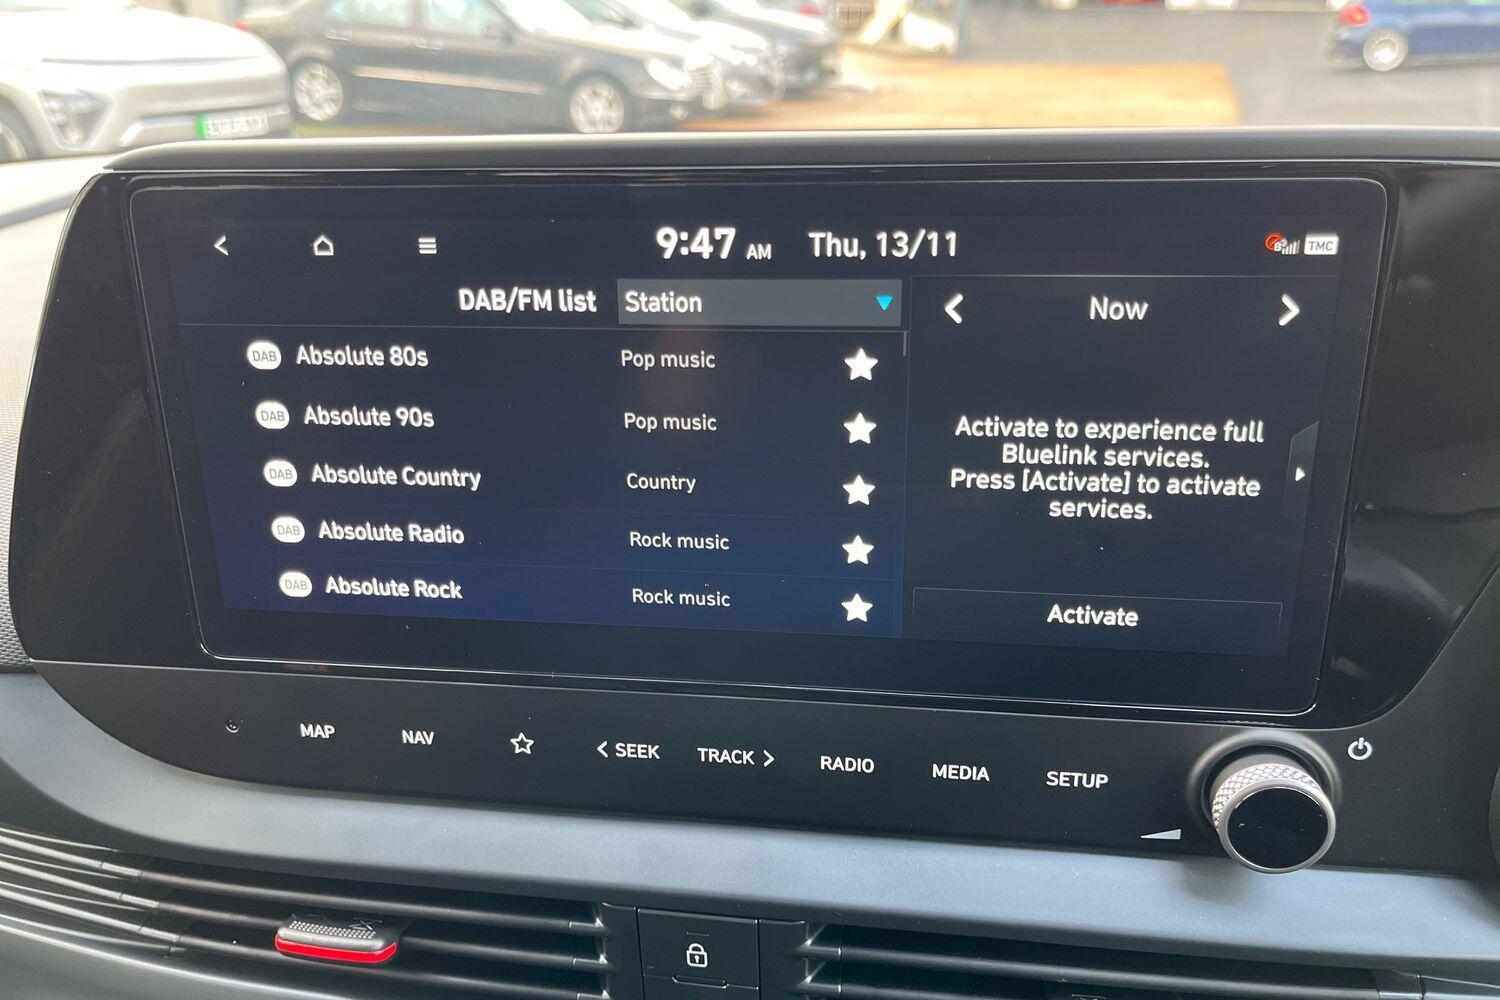 9:47 AM Thu, 13/11
TMC
DAB/FM list Station
Now
DAB Absolute 80s Pop music
DAB Absolute 90s Pop music
DAB Absolute Country Country
DAB Absolute Radio Rock music
DAB Absolute Rock Rock music
Activate to experience full
Bluelink services.
Press [Activate] to activate
services.
Activate
MAP NAV < SEEK TRACK > RADIO MEDIA SETUP